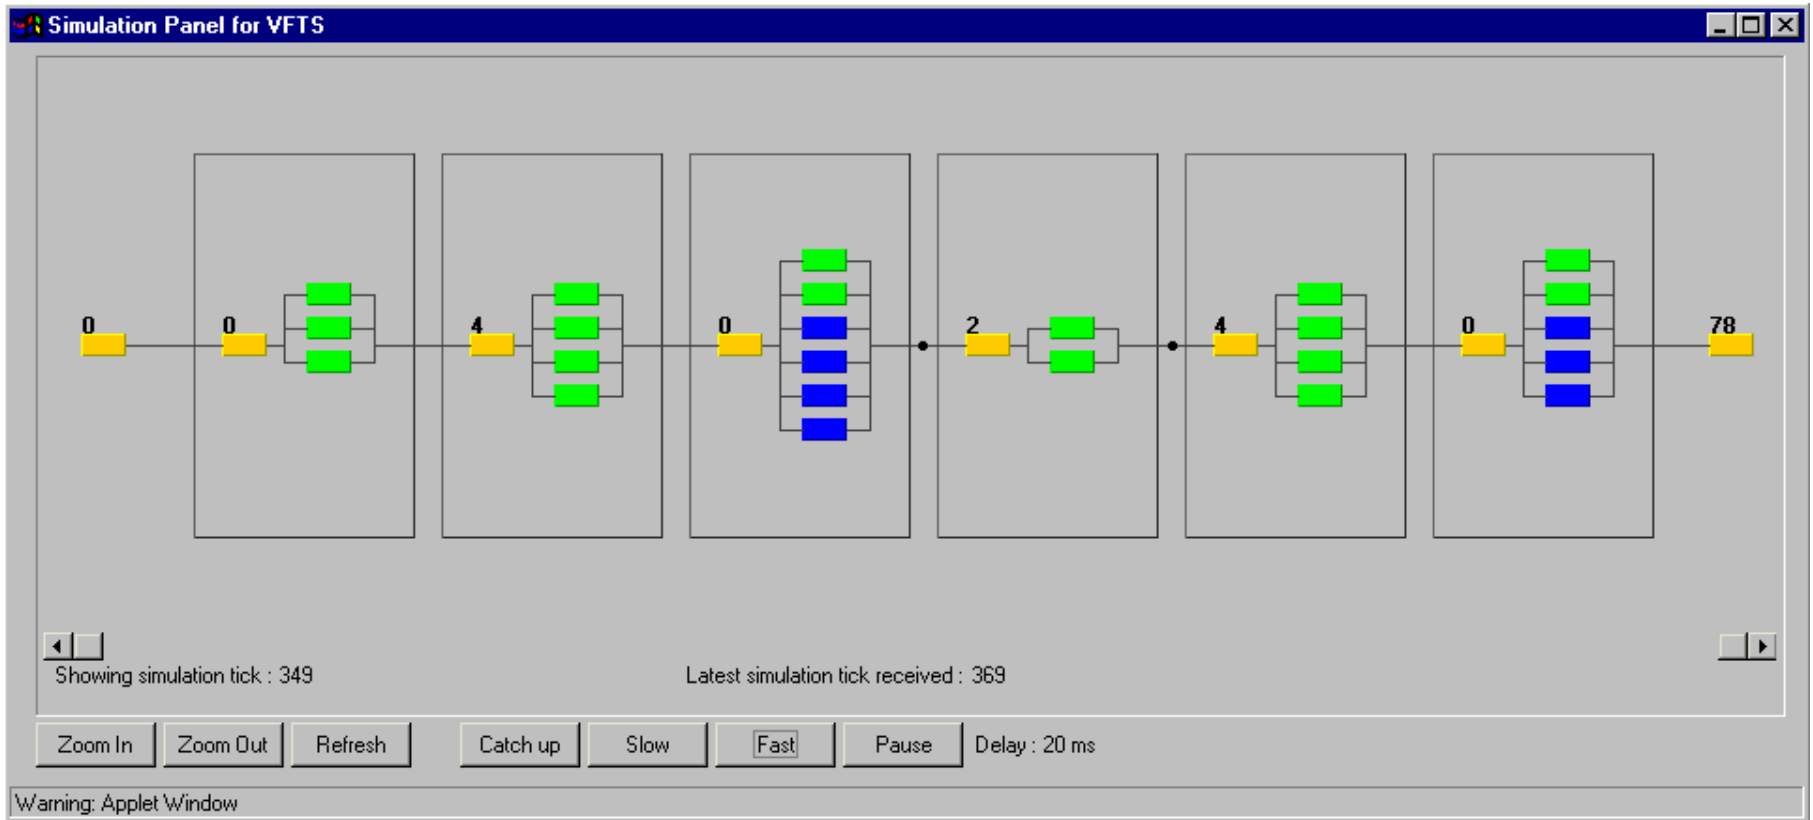 Simulation Panel for VFTS
0 0 4 0 2 4 0 78
Showing simulation tick : 349 Latest simulation tick received : 369
Zoom In Zoom Out Refresh Catch up Slow Fast Pause Delay : 20 ms
Warning: Applet Window